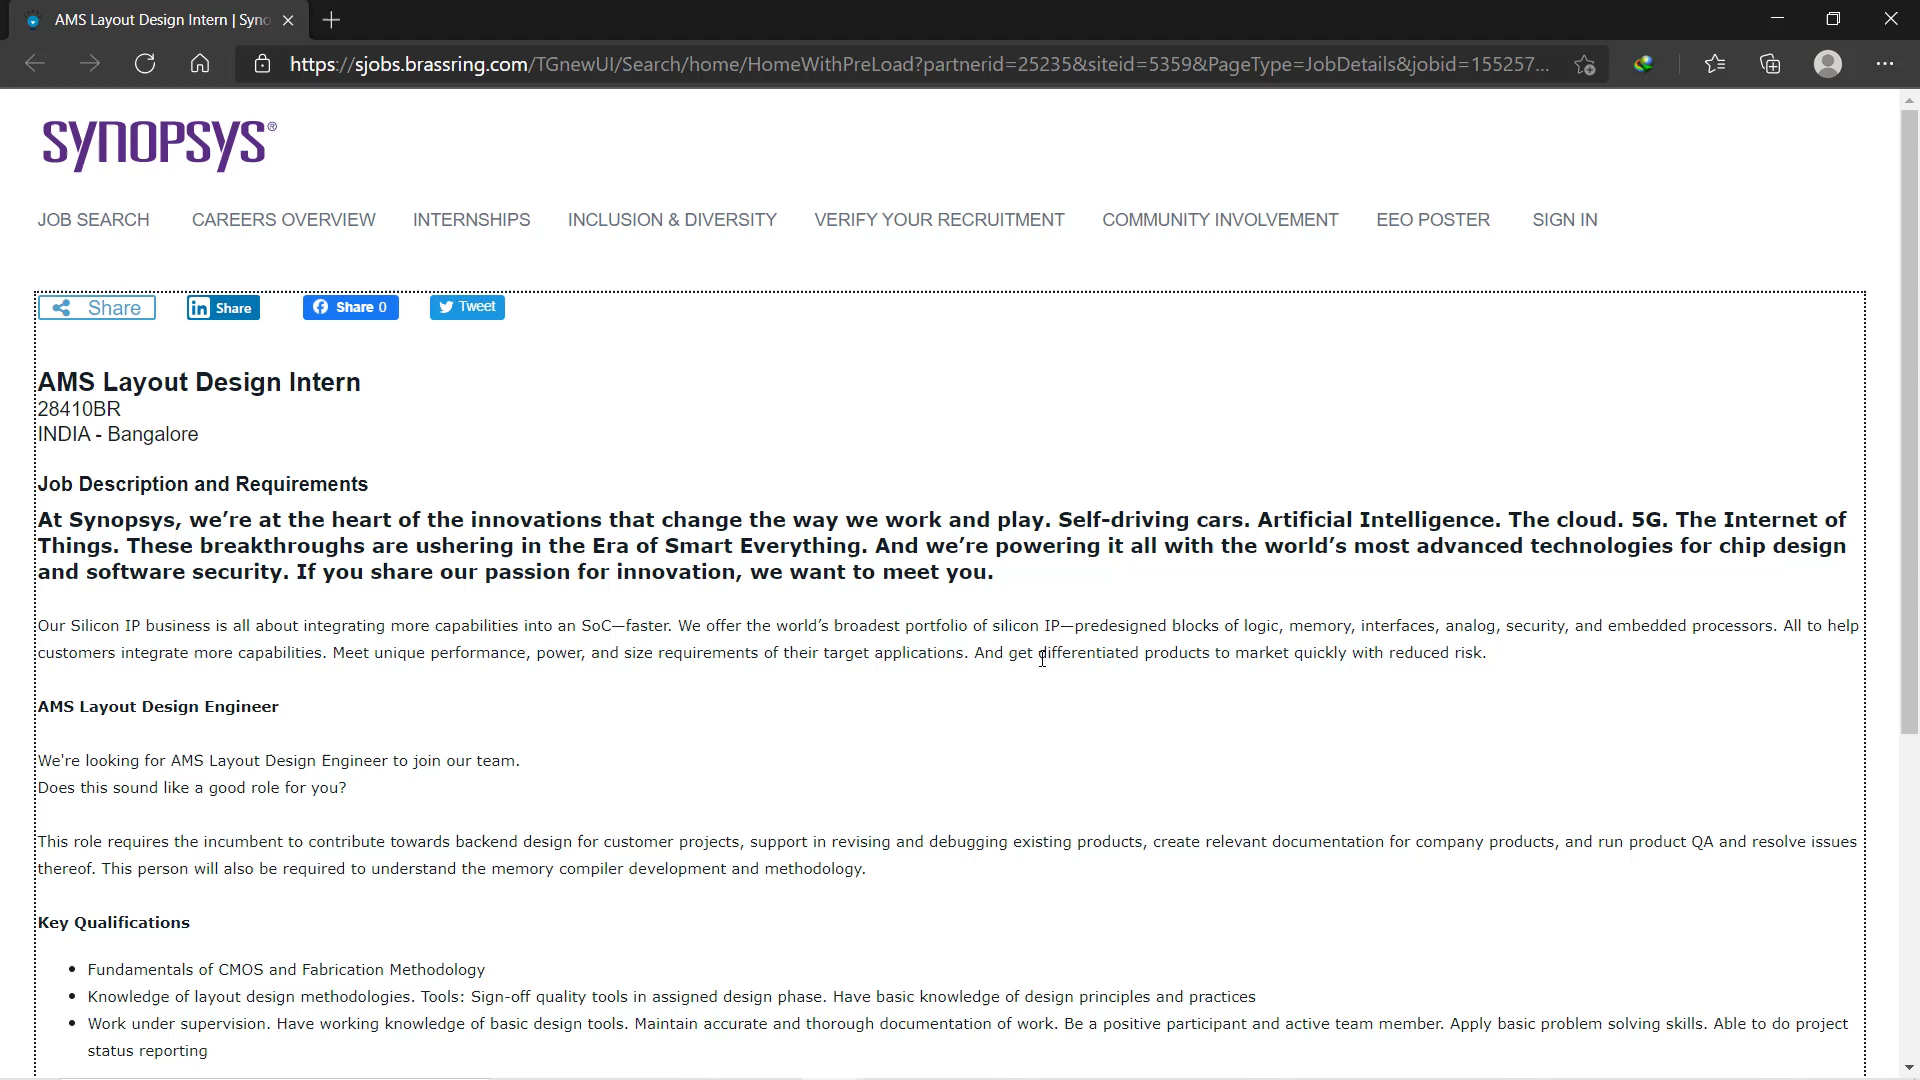 AMS Layout Design Intern | Syno
https://sjobs.brassring.com/TGnewUI/Search/home/HomeWithPreLoad?partnerid=25235&siteid=5359&PageType=JobDetails&jobid=155257...
SYNOPSYS®
JOB SEARCH CAREERS OVERVIEW INTERNSHIPS INCLUSION & DIVERSITY VERIFY YOUR RECRUITMENT COMMUNITY INVOLVEMENT EEO POSTER SIGN IN
Share in Share Share 0 Tweet
AMS Layout Design Intern
28410BR
INDIA - Bangalore
Job Description and Requirements
At Synopsys, we’re at the heart of the innovations that change the way we work and play. Self-driving cars. Artificial Intelligence. The cloud. 5G. The Internet of
Things. These breakthroughs are ushering in the Era of Smart Everything. And we’re powering it all with the world’s most advanced technologies for chip design
and software security. If you share our passion for innovation, we want to meet you.
Our Silicon IP business is all about integrating more capabilities into an SoC—faster. We offer the world’s broadest portfolio of silicon IP—predesigned blocks of logic, memory, interfaces, analog, security, and embedded processors. All to help
customers integrate more capabilities. Meet unique performance, power, and size requirements of their target applications. And get differentiated products to market quickly with reduced risk.
AMS Layout Design Engineer
We're looking for AMS Layout Design Engineer to join our team.
Does this sound like a good role for you?
This role requires the incumbent to contribute towards backend design for customer projects, support in revising and debugging existing products, create relevant documentation for company products, and run product QA and resolve issues
thereof. This person will also be required to understand the memory compiler development and methodology.
Key Qualifications
• Fundamentals of CMOS and Fabrication Methodology
• Knowledge of layout design methodologies. Tools: Sign-off quality tools in assigned design phase. Have basic knowledge of design principles and practices
• Work under supervision. Have working knowledge of basic design tools. Maintain accurate and thorough documentation of work. Be a positive participant and active team member. Apply basic problem solving skills. Able to do project
status reporting